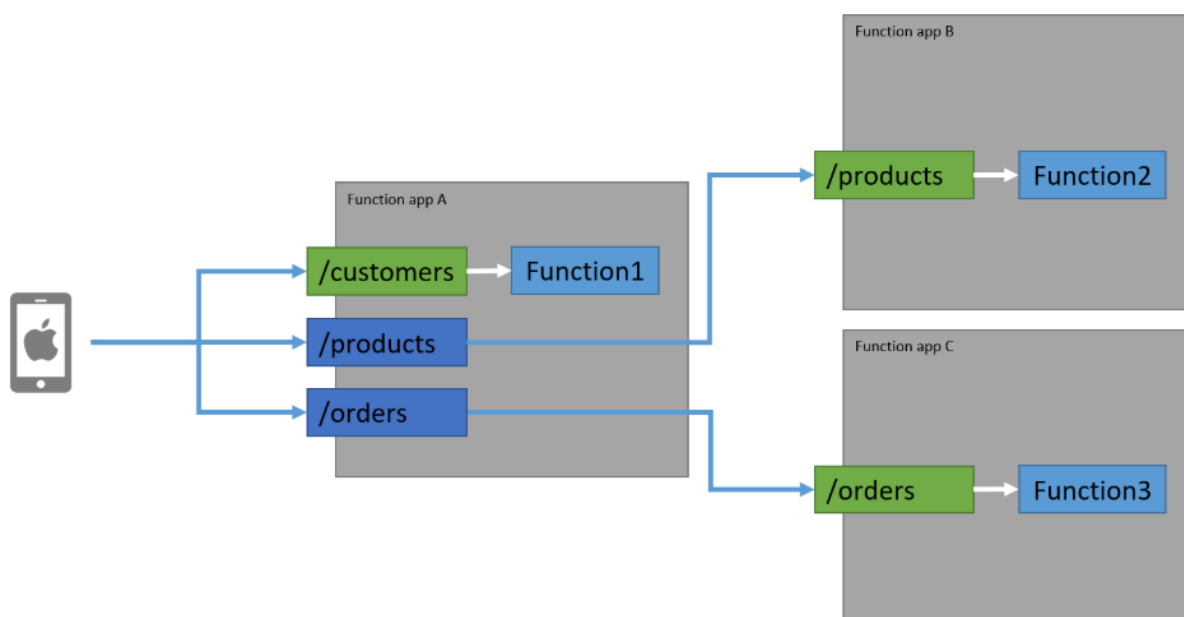 Function app A
/customers
Function1
/products
/orders
Function app B
/products
Function2
Function app C
/orders
Function3